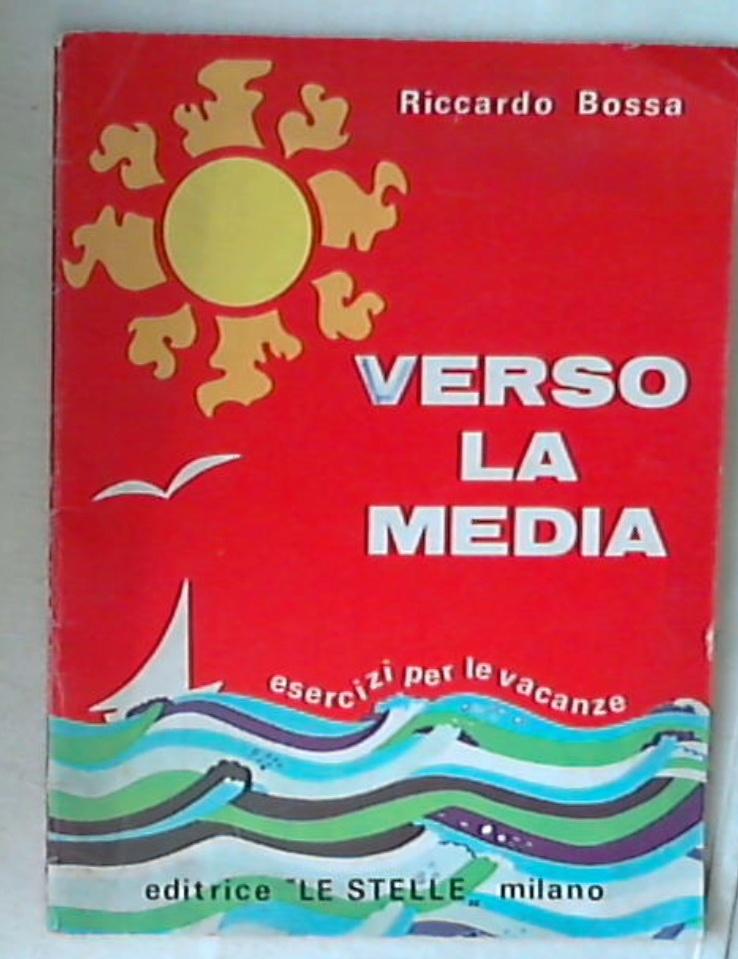 Riccardo Bossa
VERSO
LA
MEDIA
esercizi per le vacanze
editrice "LE STELLE„ milano